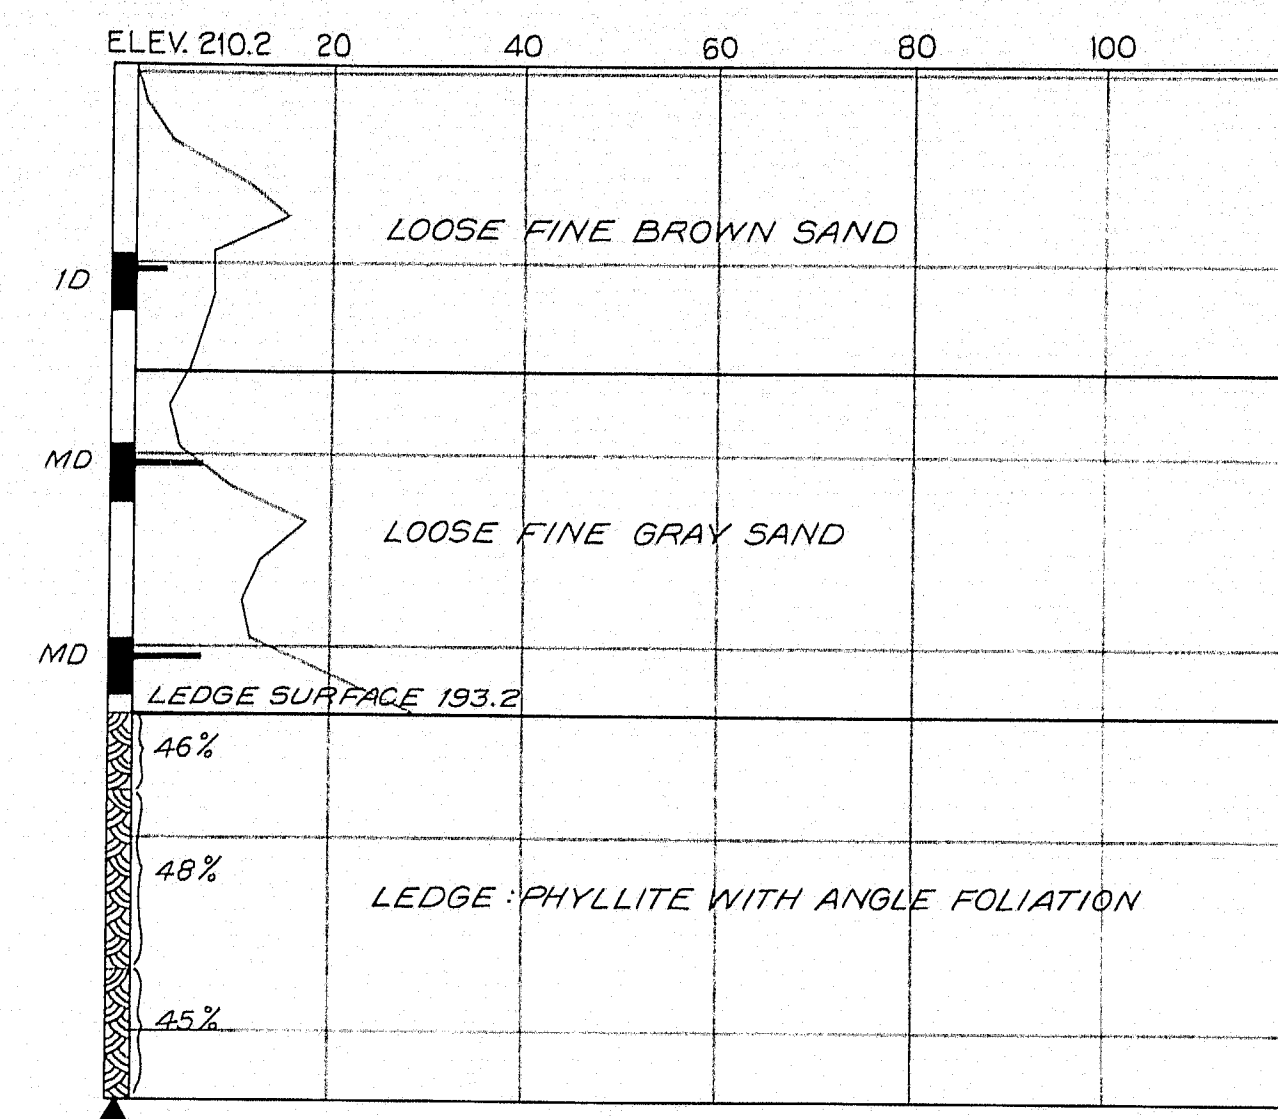 ELEV. 210.2 20 40 60 80 100
LOOSE FINE BROWN SAND
1D
MD
LOOSE FINE GRAY SAND
MD
LEDGE SURFACE 193.2
46%
48%
LEDGE : PHYLLITE WITH ANGLE FOLIATION
45%